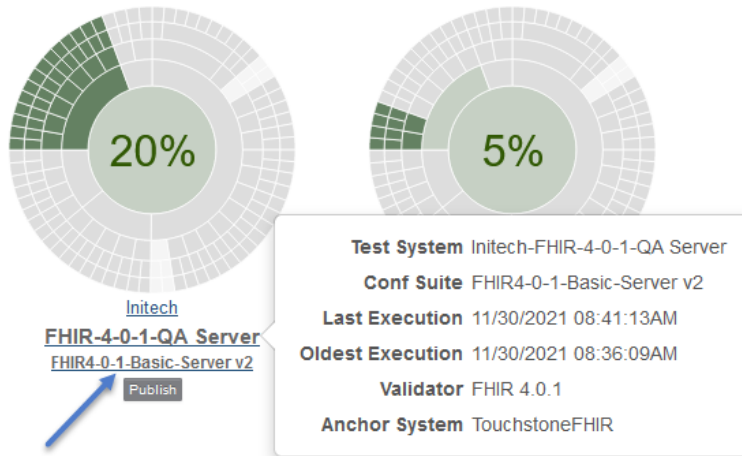 20%
5%
Initech
FHIR-4-0-1-QA Server
FHIR4-0-1-Basic-Server v2
Publish
Test System Initech-FHIR-4-0-1-QA Server
Conf Suite FHIR4-0-1-Basic-Server v2
Last Execution 11/30/2021 08:41:13AM
Oldest Execution 11/30/2021 08:36:09AM
Validator FHIR 4.0.1
Anchor System TouchstoneFHIR